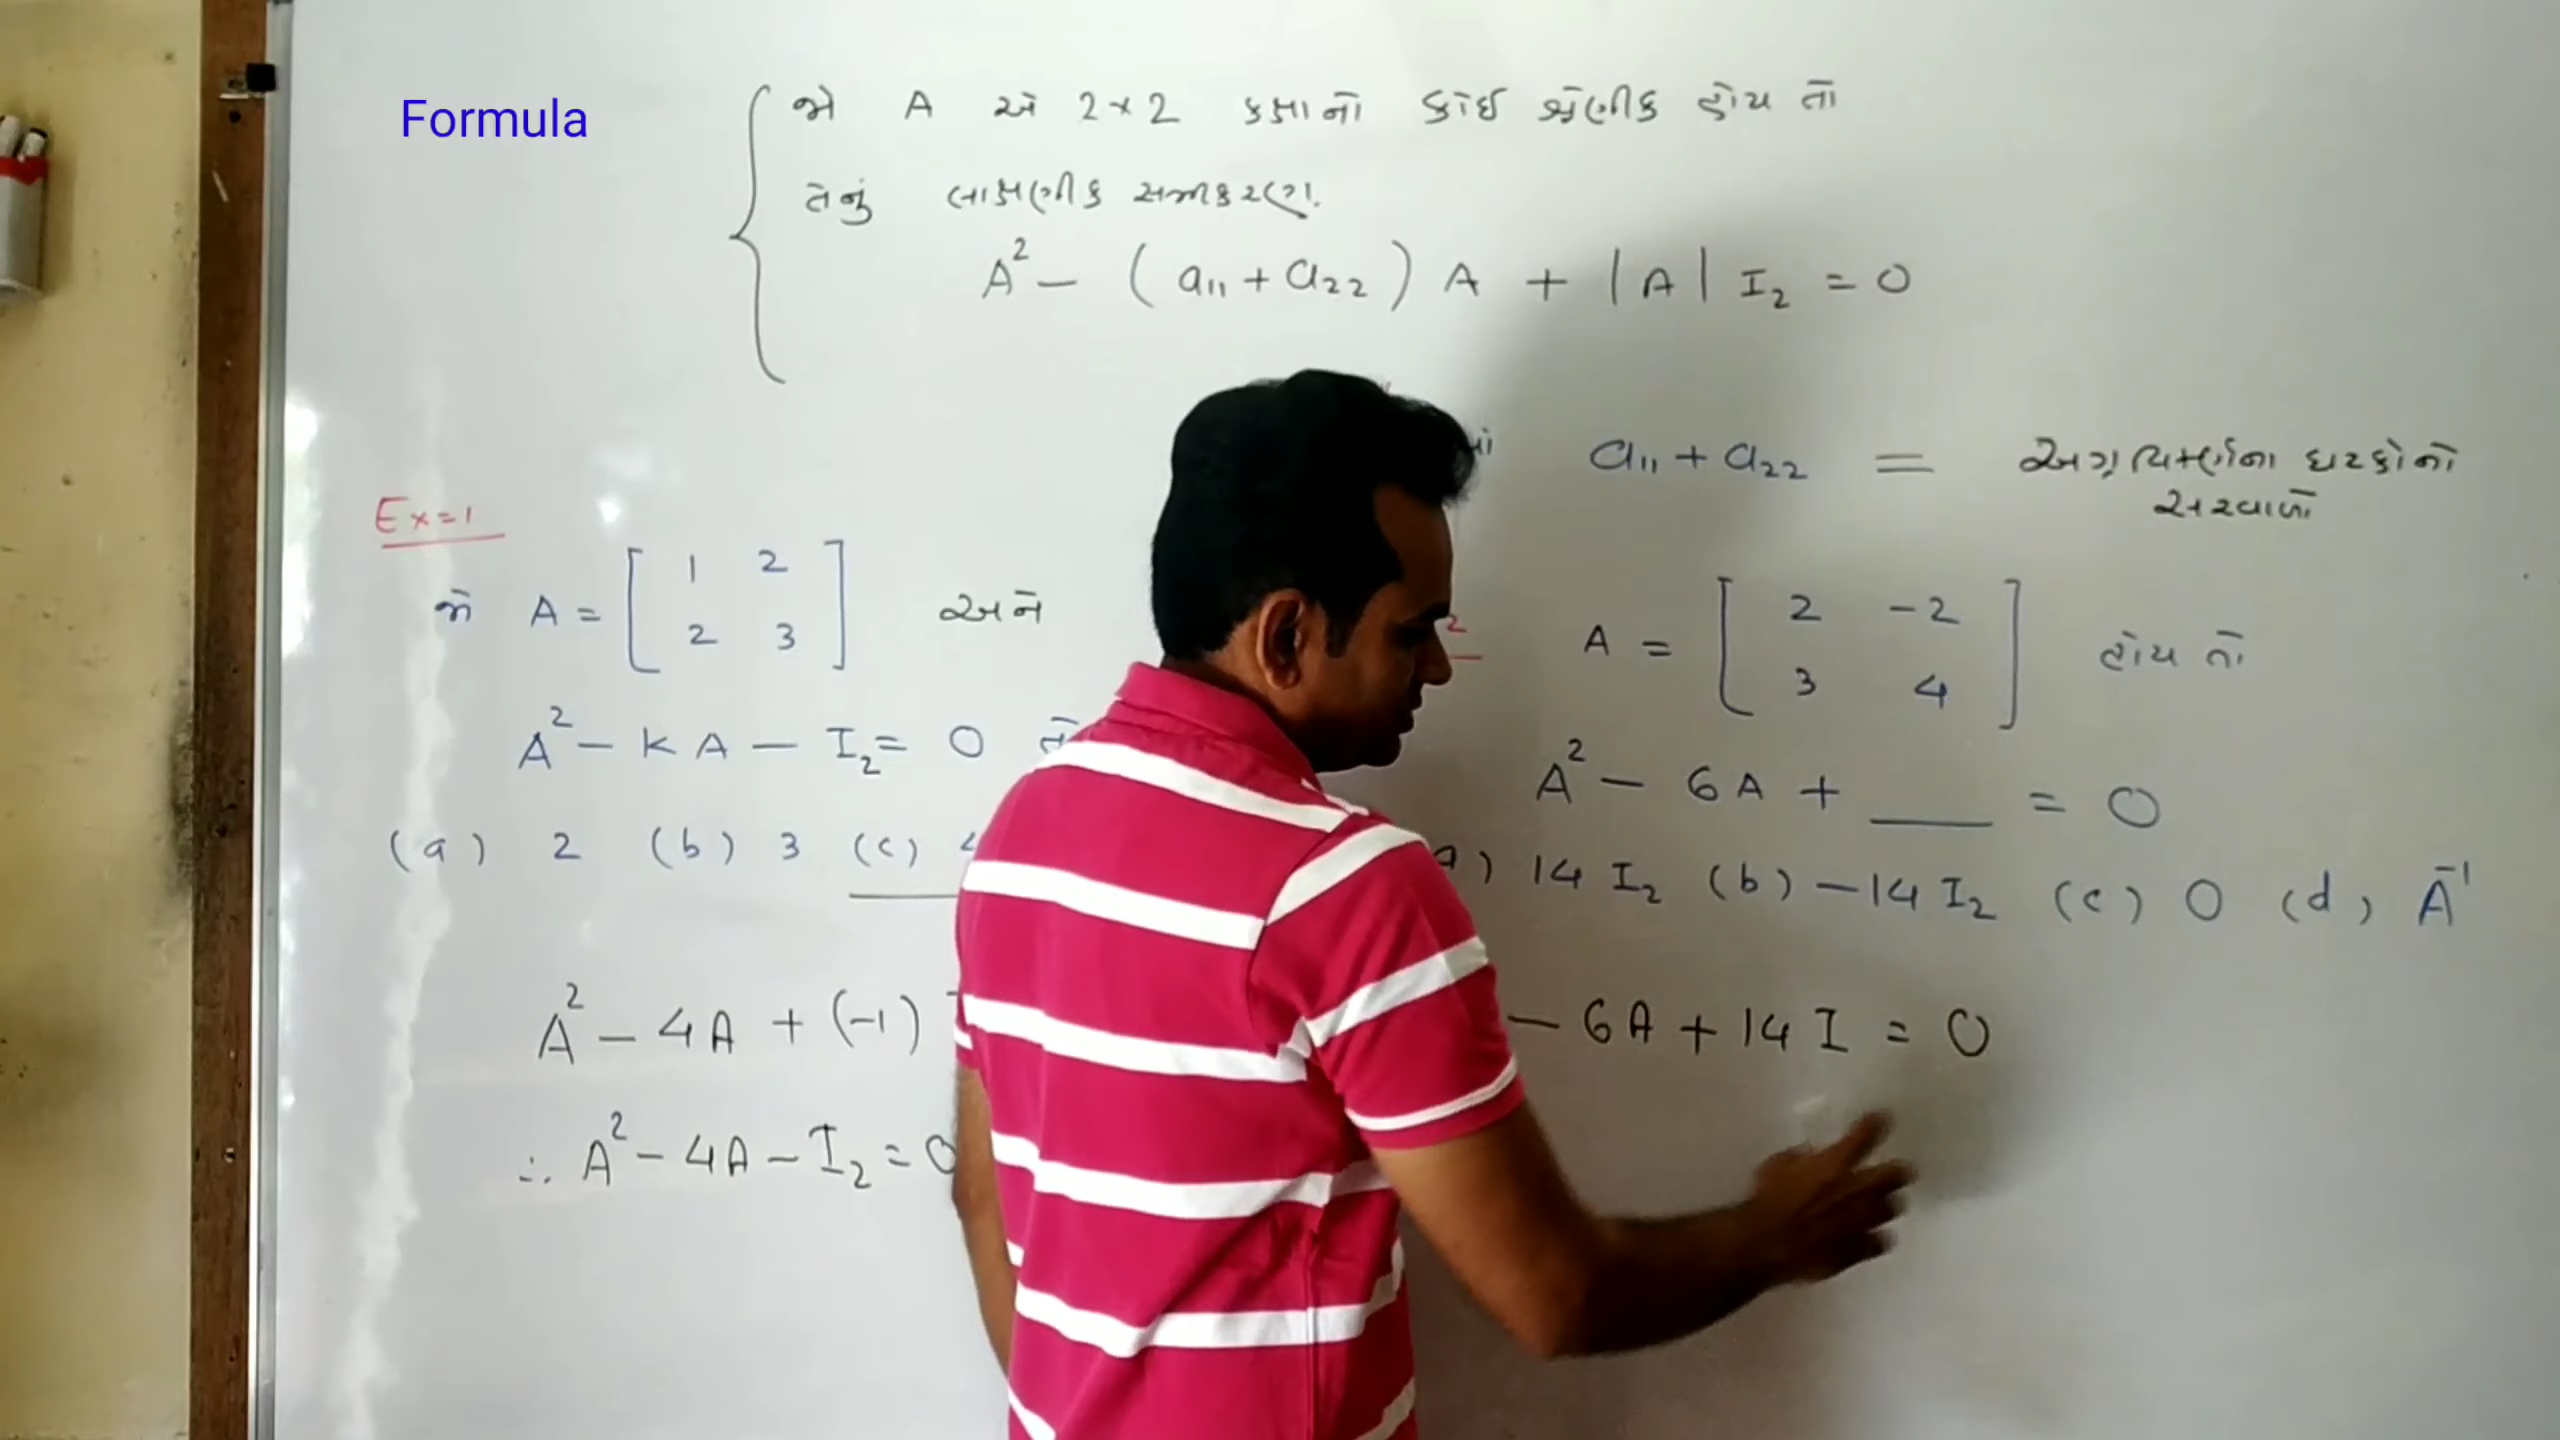 Formula
જો A એ 2×2 કક્ષાનો કોઇ શ્રેણીક હોય તો
તેનું લાક્ષણીક સમીકરણ.
A² – (a₁₁ + a₂₂) A + |A| I₂ = 0
a₁₁ + a₂₂ = અગ્ર વિકર્ણના ઘટકોનો
સરવાળો
Ex=1
જો A = [ 1 2
2 3 ] અને
A² – K A – I₂ = 0
(a) 2 (b) 3 (c)
A² – 4A + (–1)
∴ A² – 4A – I₂ = 0
2
A = [ 2 –2
3 4 ] હોય તો
A² – 6A + ___ = 0
a) 14 I₂ (b) –14 I₂ (c) 0 (d) A⁻¹
– 6A + 14 I = 0